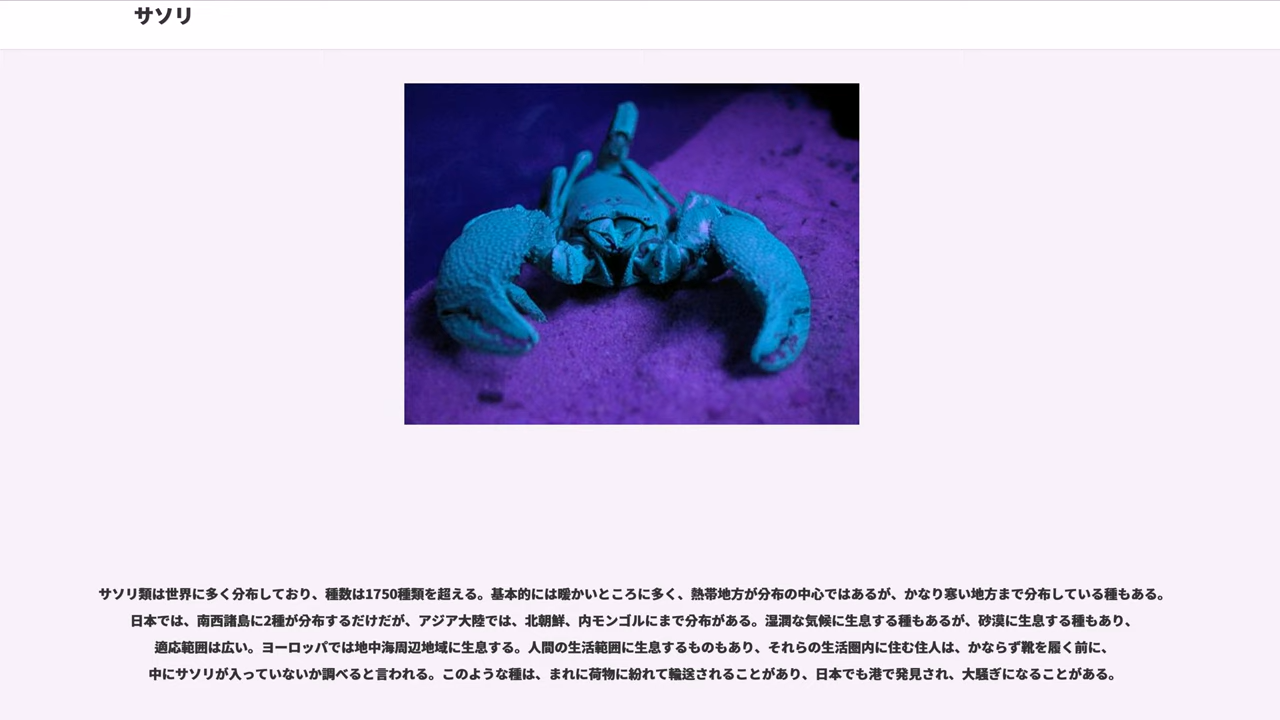 サソリ
サソリ類は世界に多く分布しており、種数は1750種類を超える。基本的には暖かいところに多く、熱帯地方が分布の中心ではあるが、かなり寒い地方まで分布している種もある。
日本では、南西諸島に2種が分布するだけだが、アジア大陸では、北朝鮮、内モンゴルにまで分布がある。湿潤な気候に生息する種もあるが、砂漠に生息する種もあり、
適応範囲は広い。ヨーロッパでは地中海周辺地域に生息する。人間の生活範囲に生息するものもあり、それらの生活圏内に住む住人は、かならず靴を履く前に、
中にサソリが入っていないか調べると言われる。このような種は、まれに荷物に紛れて輸送されることがあり、日本でも港で発見され、大騒ぎになることがある。